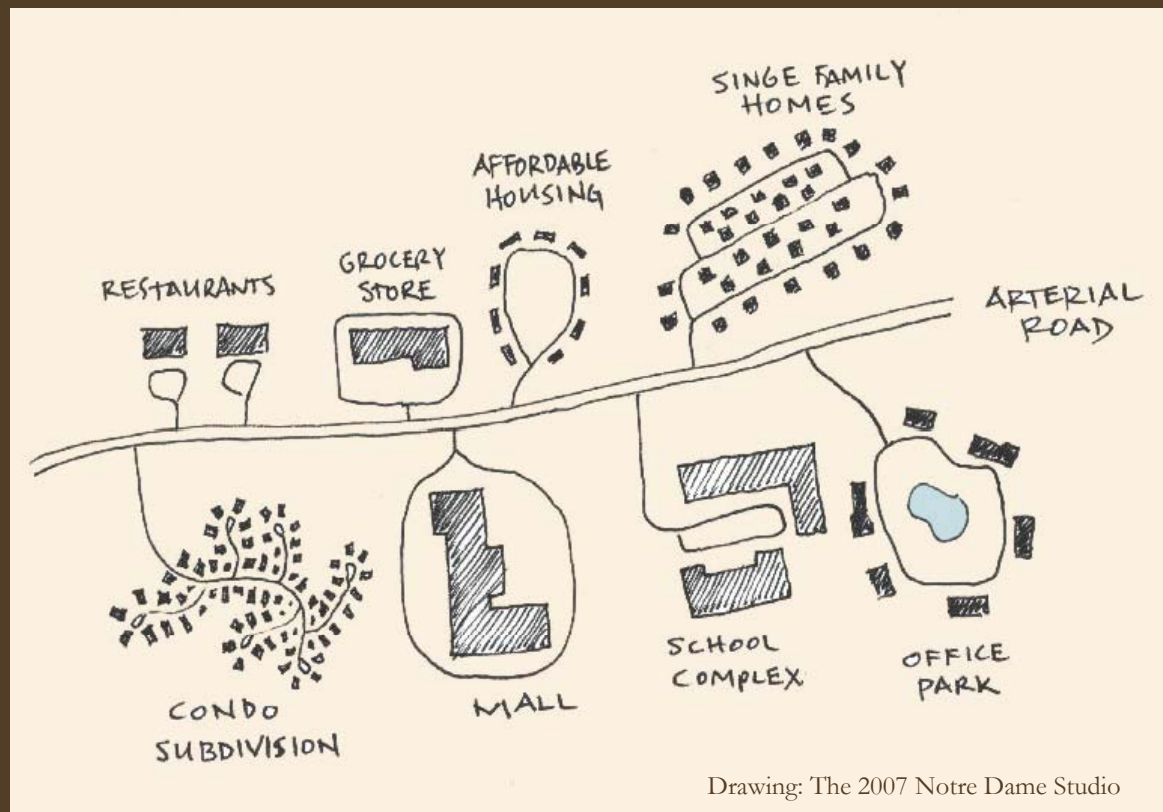 SINGE FAMILY
HOMES
AFFORDABLE
HOUSING
GROCERY
STORE
RESTAURANTS
ARTERIAL
ROAD
SCHOOL
COMPLEX
OFFICE
PARK
MALL
CONDO
SUBDIVISION
Drawing: The 2007 Notre Dame Studio